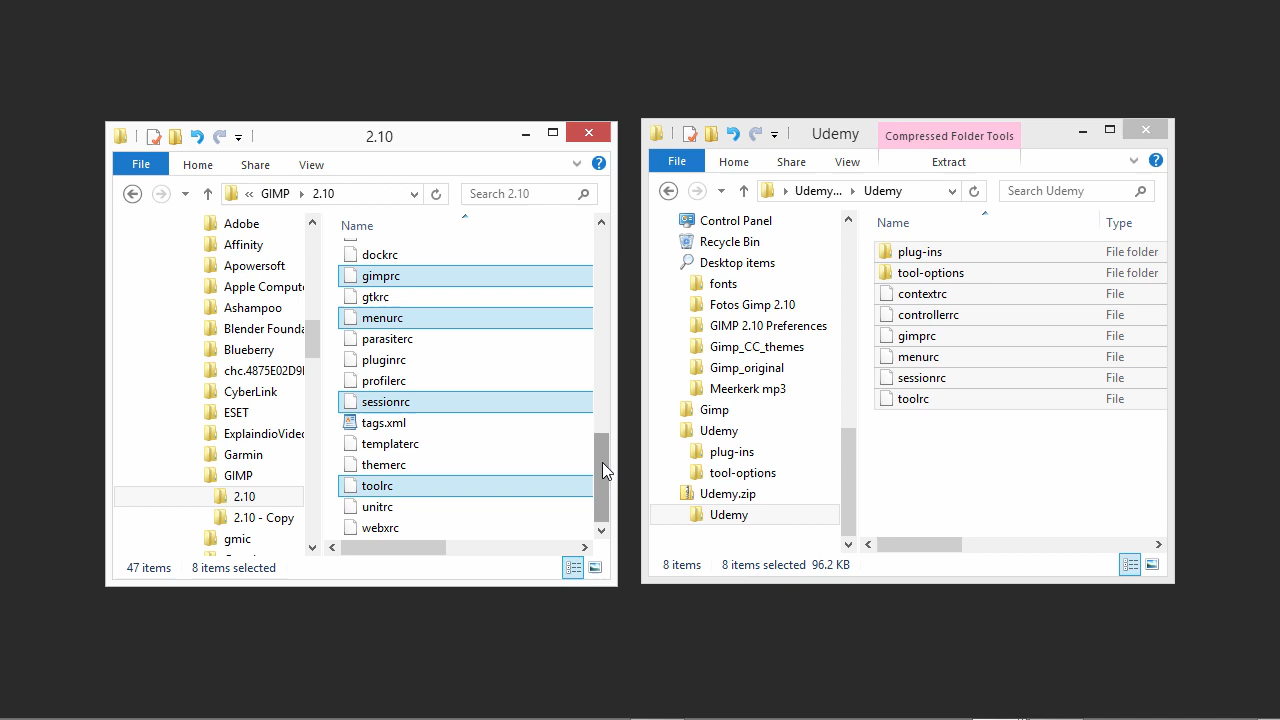 2.10
File Home Share View
« GIMP 2.10
Search 2.10
Adobe
Affinity
Apowersoft
Apple Comput
Ashampoo
Blender Found
Blueberry
chc.4875E02D9
CyberLink
ESET
ExplaindioVide
Garmin
GIMP
2.10
2.10 - Copy
gmic
Name
dockrc
gimprc
gtkrc
menurc
parasiterc
pluginrc
profilerc
sessionrc
tags.xml
templaterc
themerc
toolrc
unitrc
webxrc
47 items 8 items selected
Udemy
Compressed Folder Tools
File Home Share View Extract
Udemy... Udemy
Search Udemy
Control Panel
Recycle Bin
Desktop items
fonts
Fotos Gimp 2.10
GIMP 2.10 Preferences
Gimp_CC_themes
Gimp_original
Meerkerk mp3
Gimp
Udemy
plug-ins
tool-options
Udemy.zip
Udemy
Name Type
plug-ins File folder
tool-options File folder
contextrc File
controllerrc File
gimprc File
menurc File
sessionrc File
toolrc File
8 items 8 items selected 96.2 KB